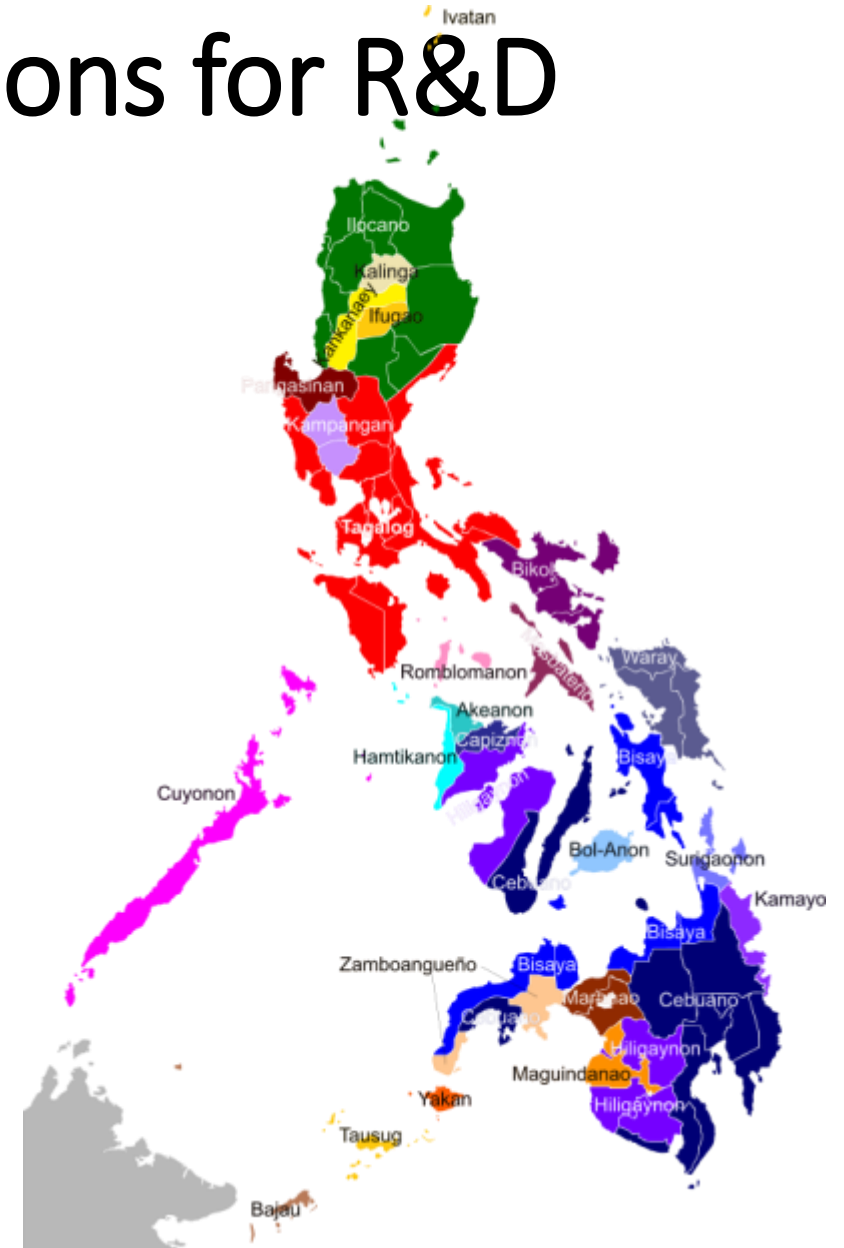 Ivatan
ons for R&D
Ilocano
Kalinga
Kankanaey
Ifugao
Pangasinan
Kampangan
Tagalog
Bikol
Masbateño
Waray
Romblomanon
Akeanon
Capiznon
Hamtikanon
Bisaya
Hiligaynon
Cuyonon
Bol-Anon
Surigaonon
Cebuano
Kamayo
Bisaya
Zamboangueño
Bisaya
Maranao
Cebuano
Cebuano
Hiligaynon
Maguindanao
Yakan
Hiligaynon
Tausug
Bajau